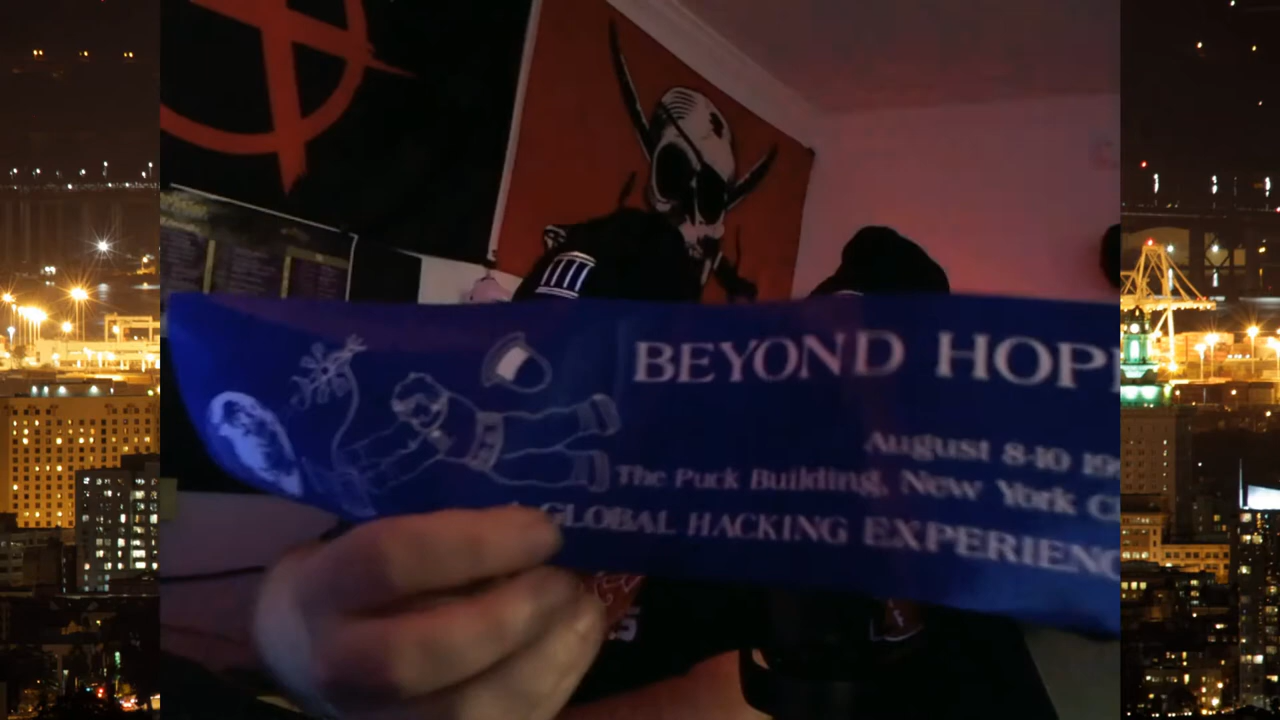 BEYOND HOP
August 8-10 19
The Puck Building, New York C
GLOBAL HACKING EXPERIENC